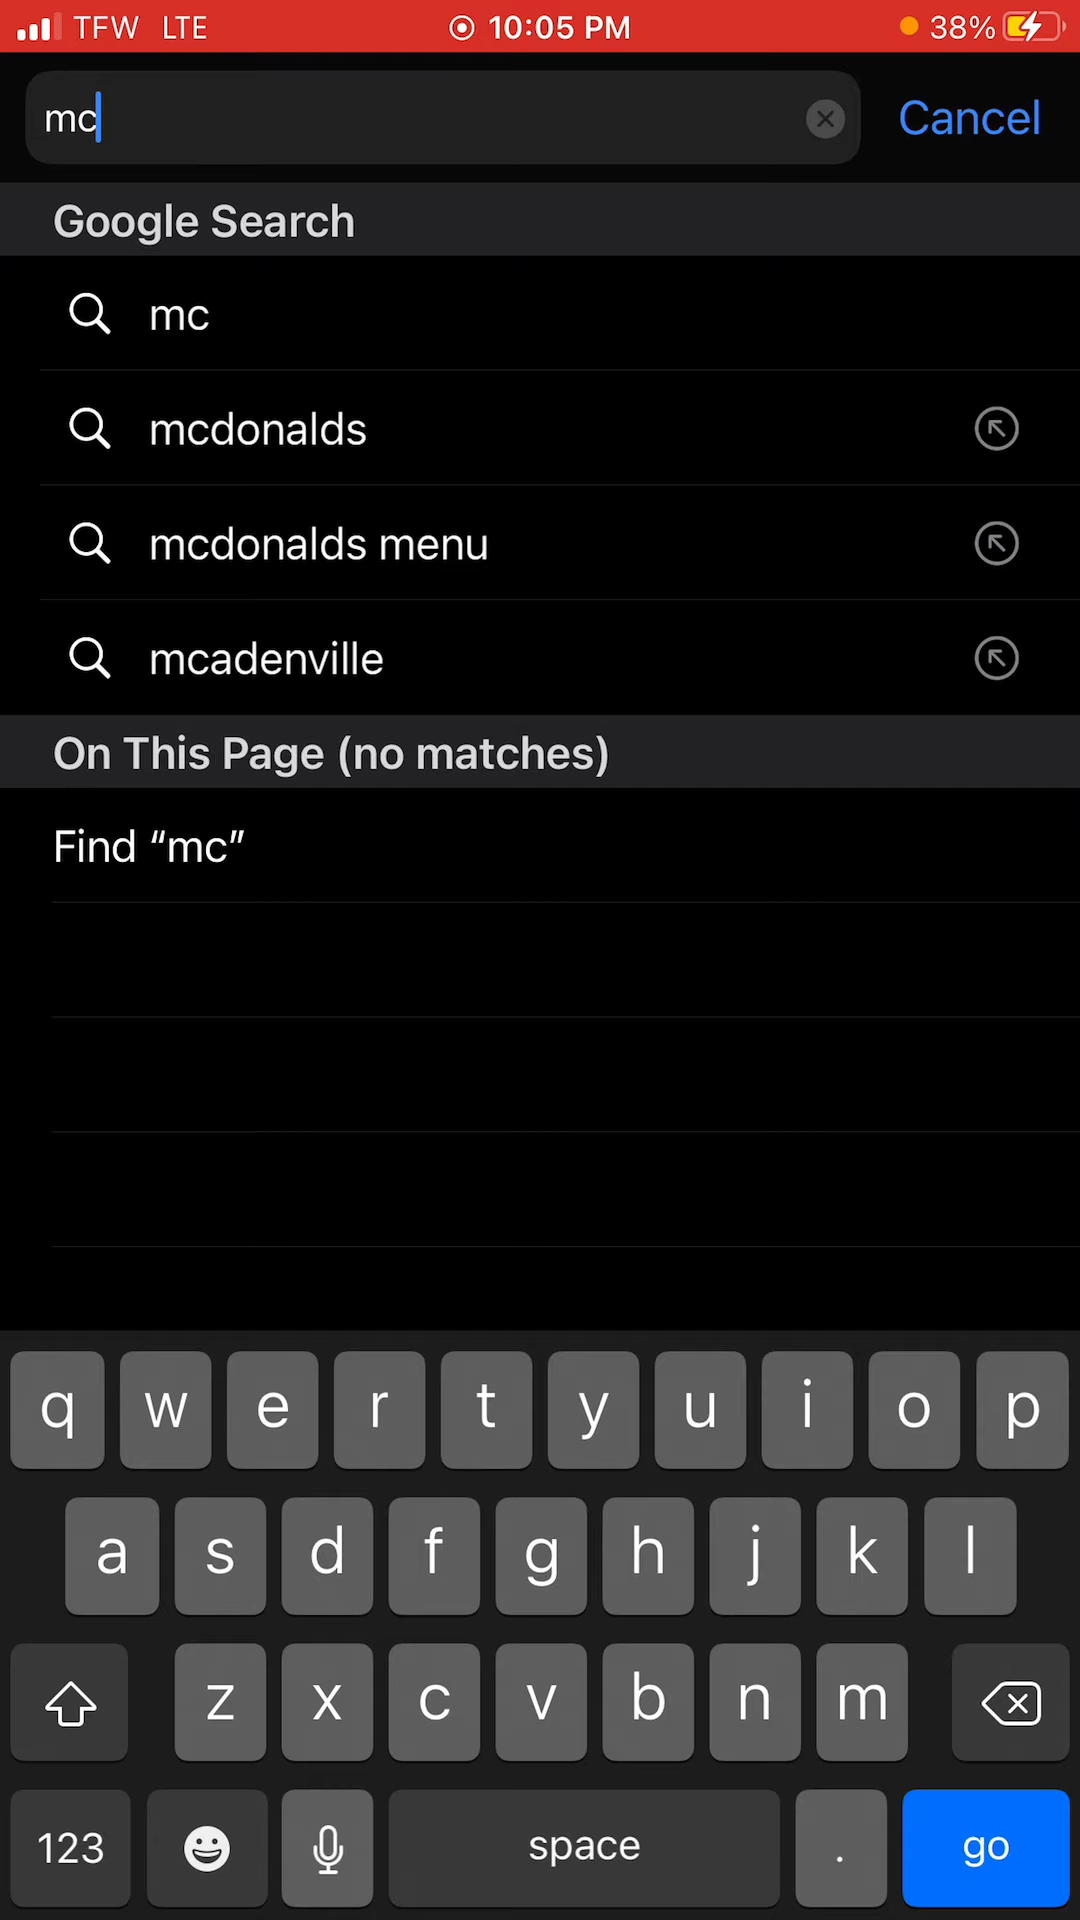 TFW LTE 10:05 PM 38%
mc Cancel
Google Search
mc
mcdonalds
mcdonalds menu
mcadenville
On This Page (no matches)
Find “mc”
q w e r t y u i o p
a s d f g h j k l
z x c v b n m
123 space . go